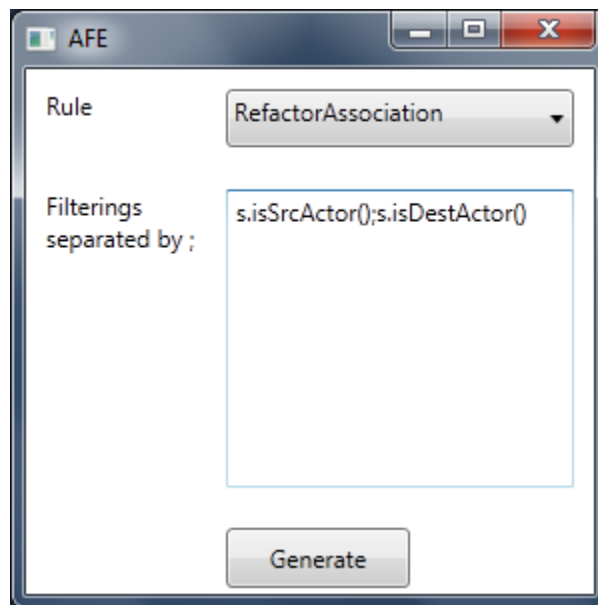 AFE
Rule
RefactorAssociation
Filterings
separated by ;
s.isSrcActor();s.isDestActor()
Generate